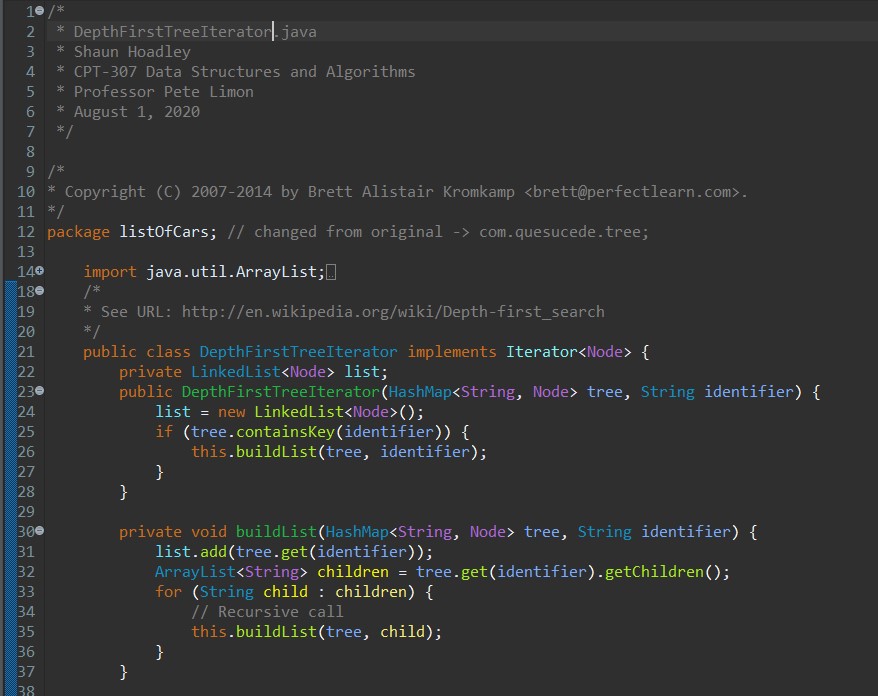 1 /*
2  * DepthFirstTreeIterator.java
3  * Shaun Hoadley
4  * CPT-307 Data Structures and Algorithms
5  * Professor Pete Limon
6  * August 1, 2020
7  */
8
9 /*
10 * Copyright (C) 2007-2014 by Brett Alistair Kromkamp <brett@perfectlearn.com>.
11 */
12 package listOfCars; // changed from original -> com.quesucede.tree;
13
14     import java.util.ArrayList;
18     /*
19     * See URL: http://en.wikipedia.org/wiki/Depth-first_search
20     */
21     public class DepthFirstTreeIterator implements Iterator<Node> {
22         private LinkedList<Node> list;
23         public DepthFirstTreeIterator(HashMap<String, Node> tree, String identifier) {
24             list = new LinkedList<Node>();
25             if (tree.containsKey(identifier)) {
26                 this.buildList(tree, identifier);
27             }
28         }
29
30         private void buildList(HashMap<String, Node> tree, String identifier) {
31             list.add(tree.get(identifier));
32             ArrayList<String> children = tree.get(identifier).getChildren();
33             for (String child : children) {
34                 // Recursive call
35                 this.buildList(tree, child);
36             }
37         }
38